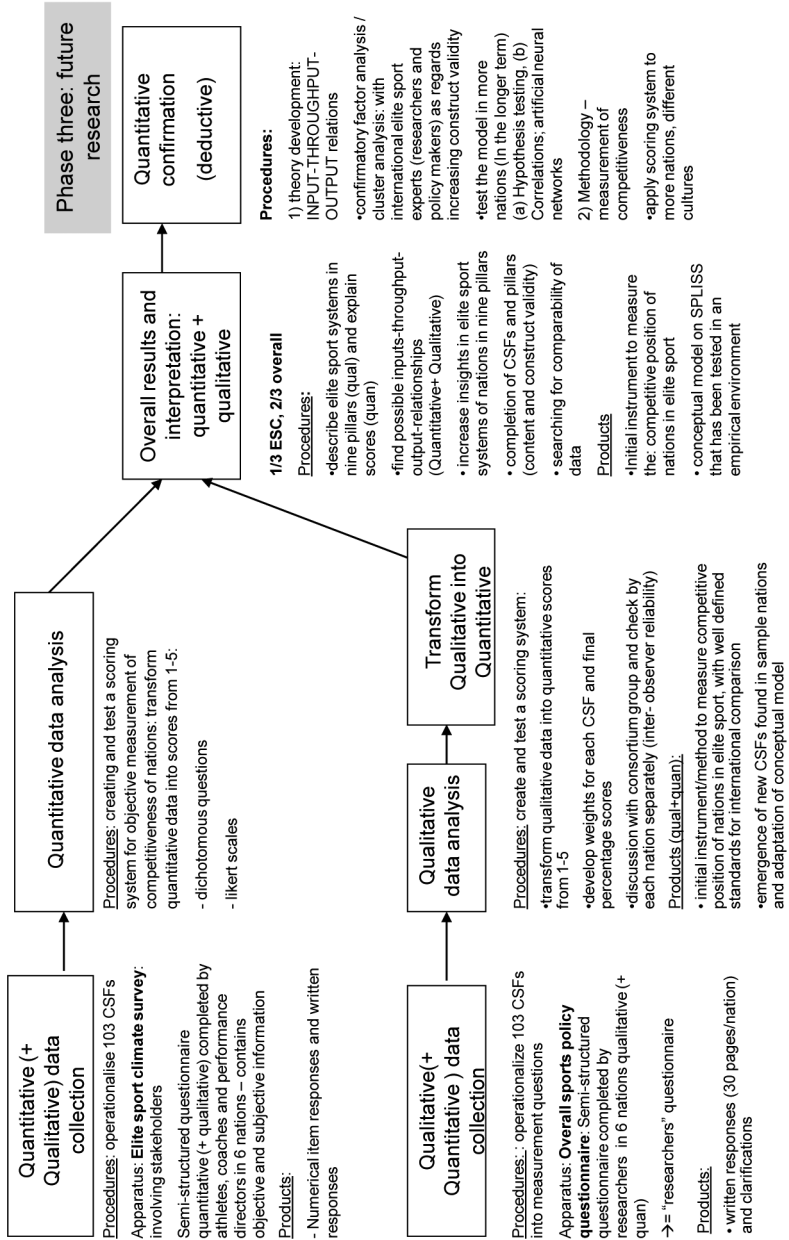 Quantitative (+
Qualitative) data
collection
Procedures: operationalise 103 CSFs
Apparatus: Elite sport climate survey:
involving stakeholders
Semi-structured questionnaire
quantitative (+ qualitative) completed by
athletes, coaches and performance
directors in 6 nations – contains
objective and subjective information
Products:
- Numerical item responses and written
responses
Quantitative data analysis
Procedures: creating and test a scoring
system for objective measurement of
competitiveness of nations: transform
quantitative data into scores from 1-5:
- dichotomous questions
- likert scales
Qualitative(+
Quantitative ) data
collection
Procedures: : operationalize 103 CSFs
into measurement questions
Apparatus: Overall sports policy
questionnaire: Semi-structured
questionnaire completed by
researchers in 6 nations qualitative (+
quan)
→= “researchers” questionnaire
Products:
• written responses (30 pages/nation)
and clarifications
Qualitative
data analysis
Transform
Qualitative into
Quantitative
Procedures: create and test a scoring system:
•transform qualitative data into quantitative scores
from 1-5
•develop weights for each CSF and final
percentage scores
•discussion with consortium group and check by
each nation separately (inter- observer reliability)
Products (qual+quan):
• initial instrument/method to measure competitive
position of nations in elite sport, with well defined
standards for international comparison
•emergence of new CSFs found in sample nations
and adaptation of conceptual model
Overall results and
interpretation:
quantitative +
qualitative
1/3 ESC, 2/3 overall
Procedures:
•describe elite sport systems in
nine pillars (qual) and explain
scores (quan)
•find possible inputs-throughput-
output-relationships
(Quantitative+ Qualitative)
• increase insights in elite sport
systems of nations in nine pillars
• completion of CSFs and pillars
(content and construct validity)
• searching for comparability of
data
Products
•Initial instrument to measure
the: competitive position of
nations in elite sport
• conceptual model on SPLISS
that has been tested in an
empirical environment
Phase three: future
research
Quantitative
confirmation
(deductive)
Procedures:
1) theory development:
INPUT-THROUGHPUT-
OUTPUT relations
•confirmatory factor analysis /
cluster analysis: with
international elite sport
experts (researchers and
policy makers) as regards
increasing construct validity
•test the model in more
nations (In the longer term)
(a) Hypothesis testing, (b)
Correlations; artificial neural
networks
2) Methodology –
measurement of
competitiveness
•apply scoring system to
more nations, different
cultures